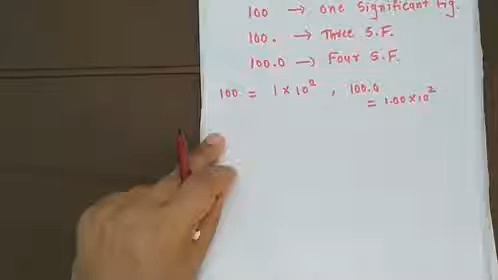 100 → one Significant fig.
100. → Three S.F.
100.0 → Four S.F.
100 = 1 × 10², 100.0
= 1.00 × 10²